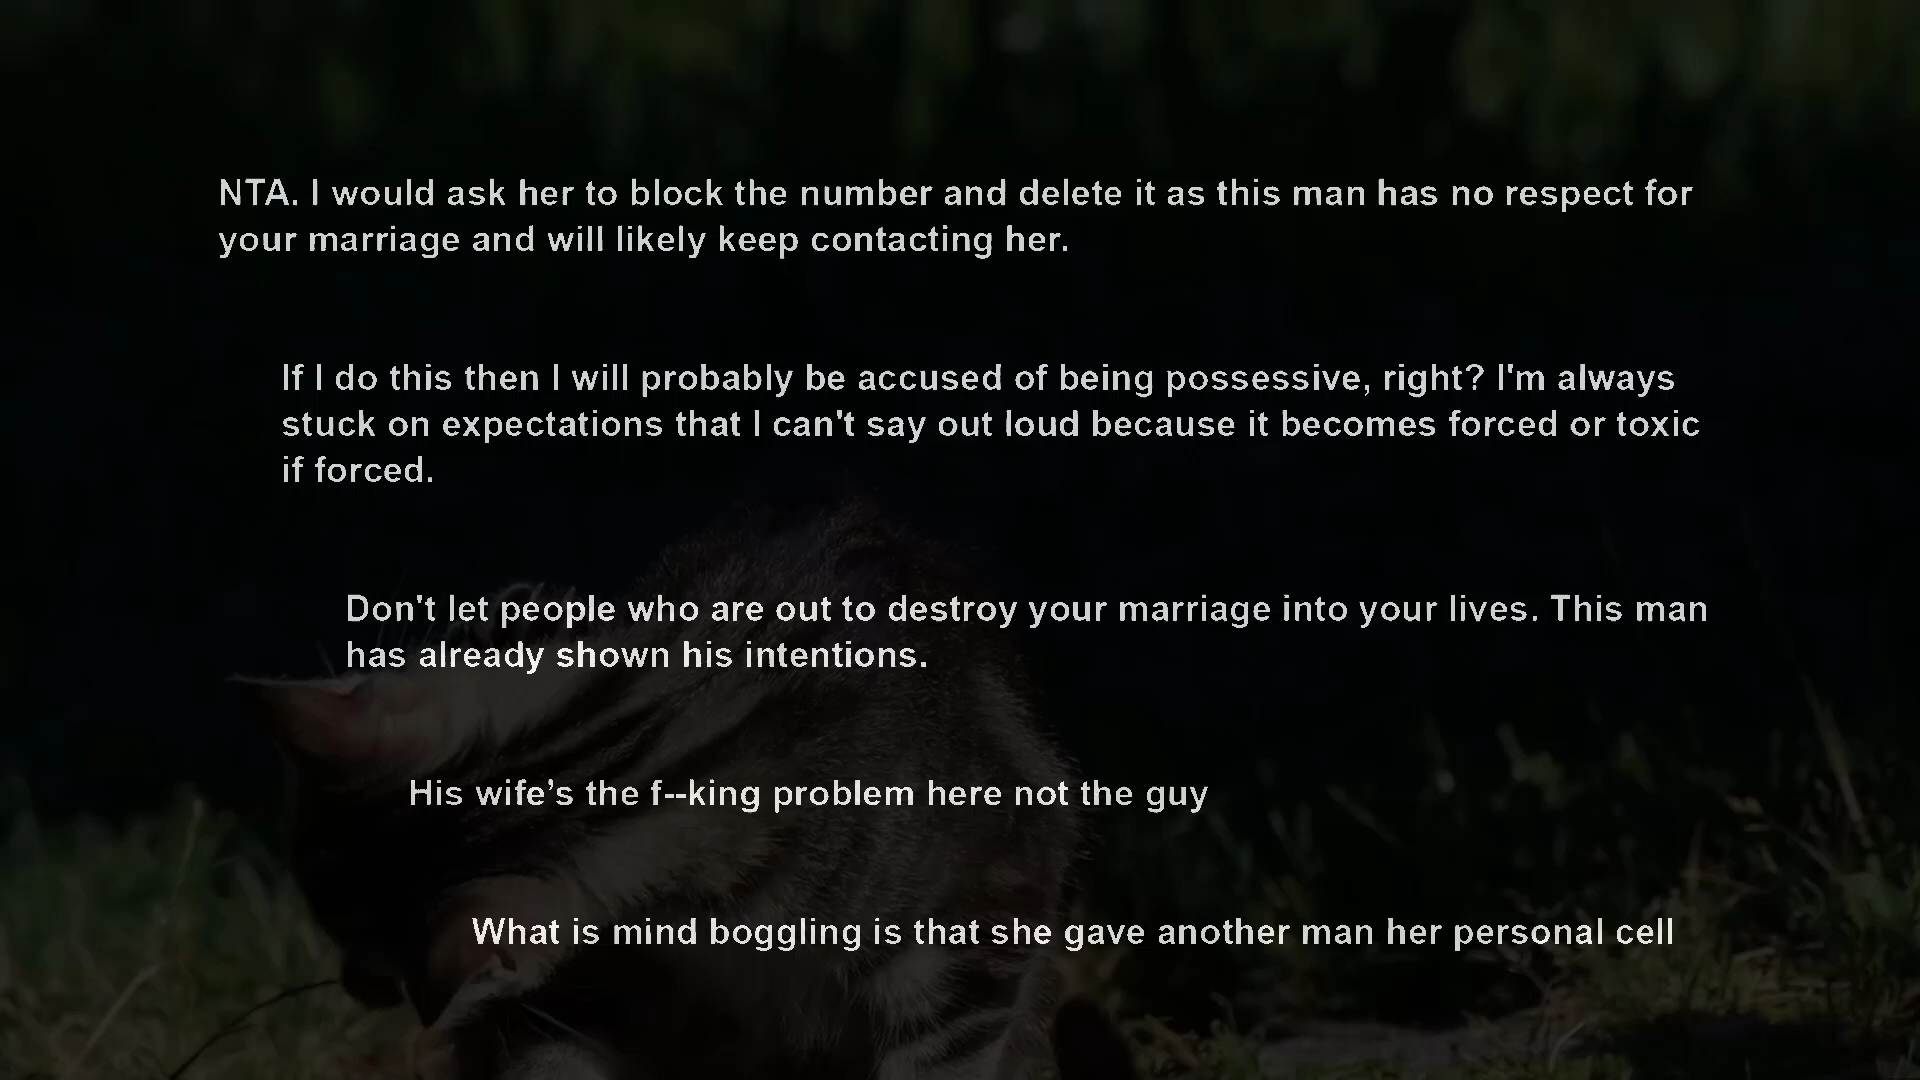 NTA. I would ask her to block the number and delete it as this man has no respect for
your marriage and will likely keep contacting her.
If I do this then I will probably be accused of being possessive, right? I'm always
stuck on expectations that I can't say out loud because it becomes forced or toxic
if forced.
Don't let people who are out to destroy your marriage into your lives. This man
has already shown his intentions.
His wife’s the f--king problem here not the guy
What is mind boggling is that she gave another man her personal cell